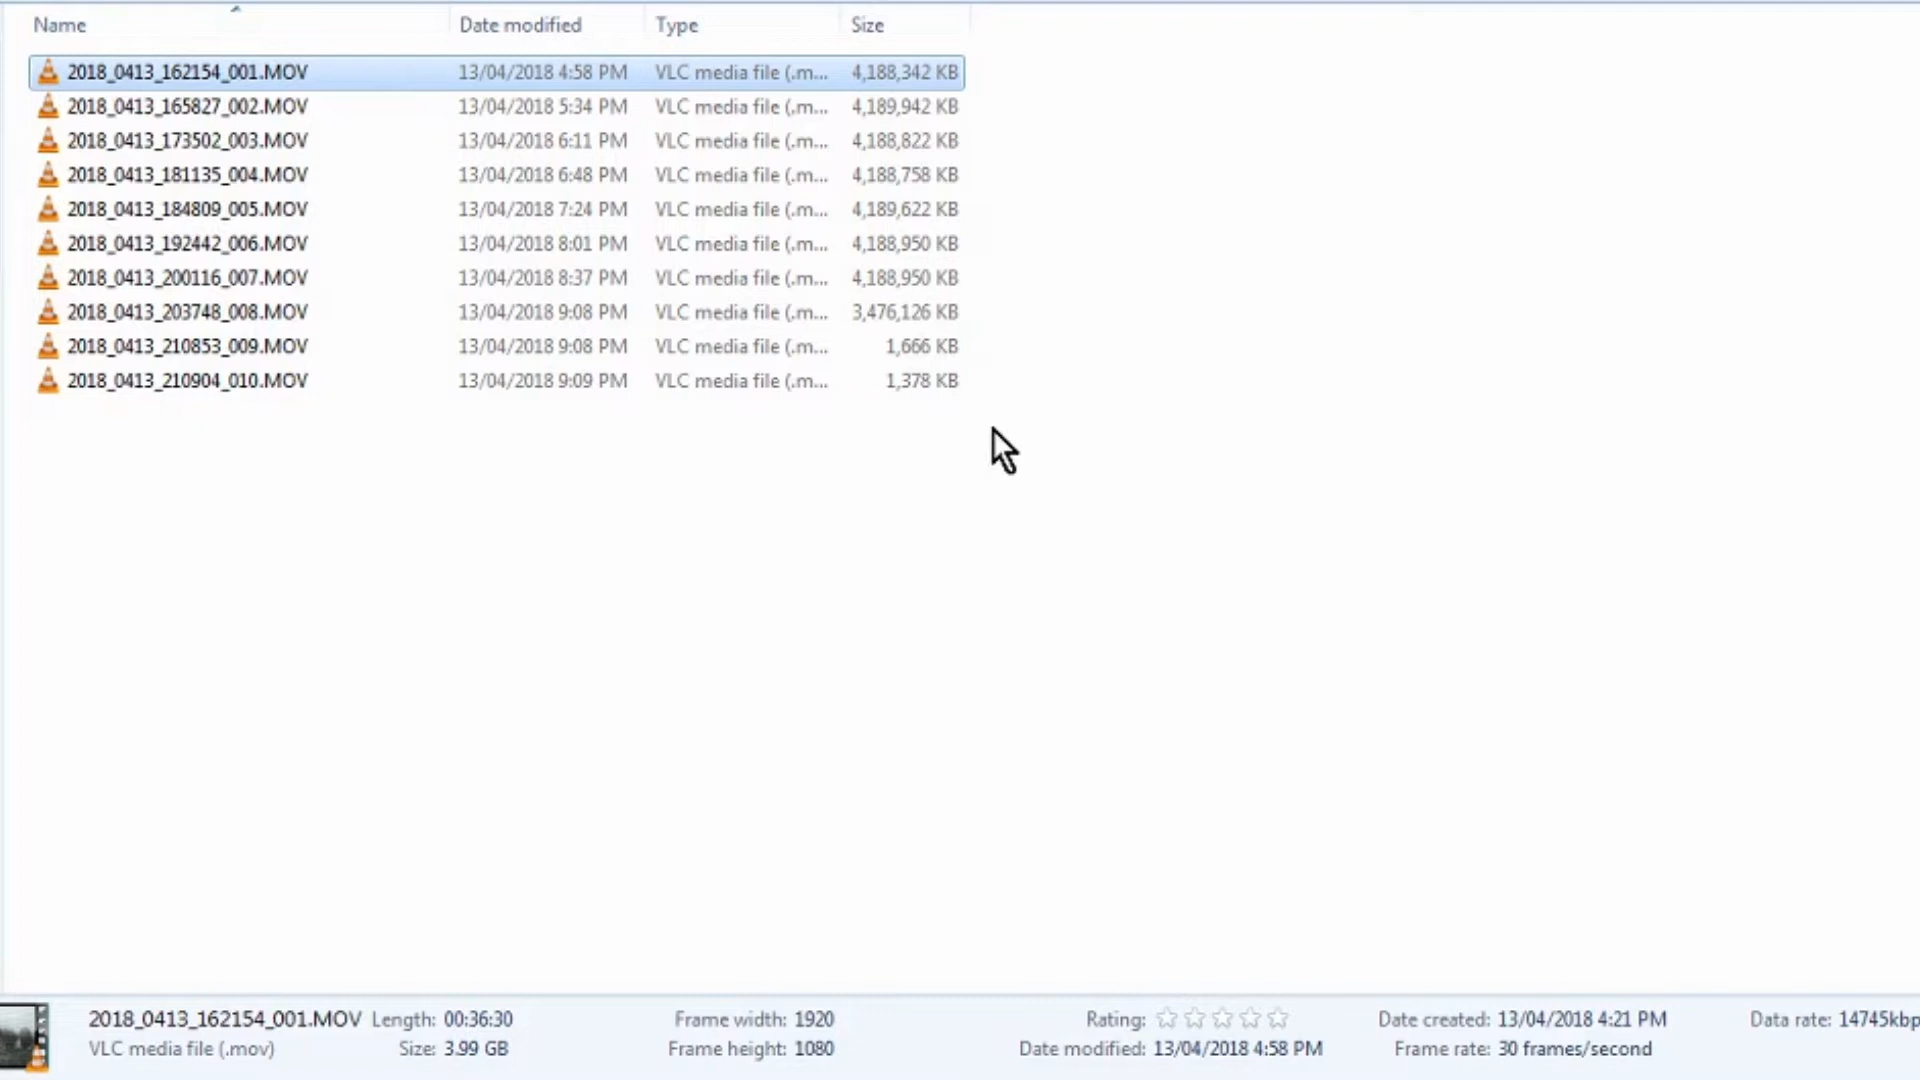 Name Date modified Type Size
2018_0413_162154_001.MOV 13/04/2018 4:58 PM VLC media file (.m... 4,188,342 KB
2018_0413_165827_002.MOV 13/04/2018 5:34 PM VLC media file (.m... 4,189,942 KB
2018_0413_173502_003.MOV 13/04/2018 6:11 PM VLC media file (.m... 4,188,822 KB
2018_0413_181135_004.MOV 13/04/2018 6:48 PM VLC media file (.m... 4,188,758 KB
2018_0413_184809_005.MOV 13/04/2018 7:24 PM VLC media file (.m... 4,189,622 KB
2018_0413_192442_006.MOV 13/04/2018 8:01 PM VLC media file (.m... 4,188,950 KB
2018_0413_200116_007.MOV 13/04/2018 8:37 PM VLC media file (.m... 4,188,950 KB
2018_0413_203748_008.MOV 13/04/2018 9:08 PM VLC media file (.m... 3,476,126 KB
2018_0413_210853_009.MOV 13/04/2018 9:08 PM VLC media file (.m... 1,666 KB
2018_0413_210904_010.MOV 13/04/2018 9:09 PM VLC media file (.m... 1,378 KB
2018_0413_162154_001.MOV Length: 00:36:30 Frame width: 1920 Rating: Date created: 13/04/2018 4:21 PM Data rate: 14745kbp
VLC media file (.mov) Size: 3.99 GB Frame height: 1080 Date modified: 13/04/2018 4:58 PM Frame rate: 30 frames/second